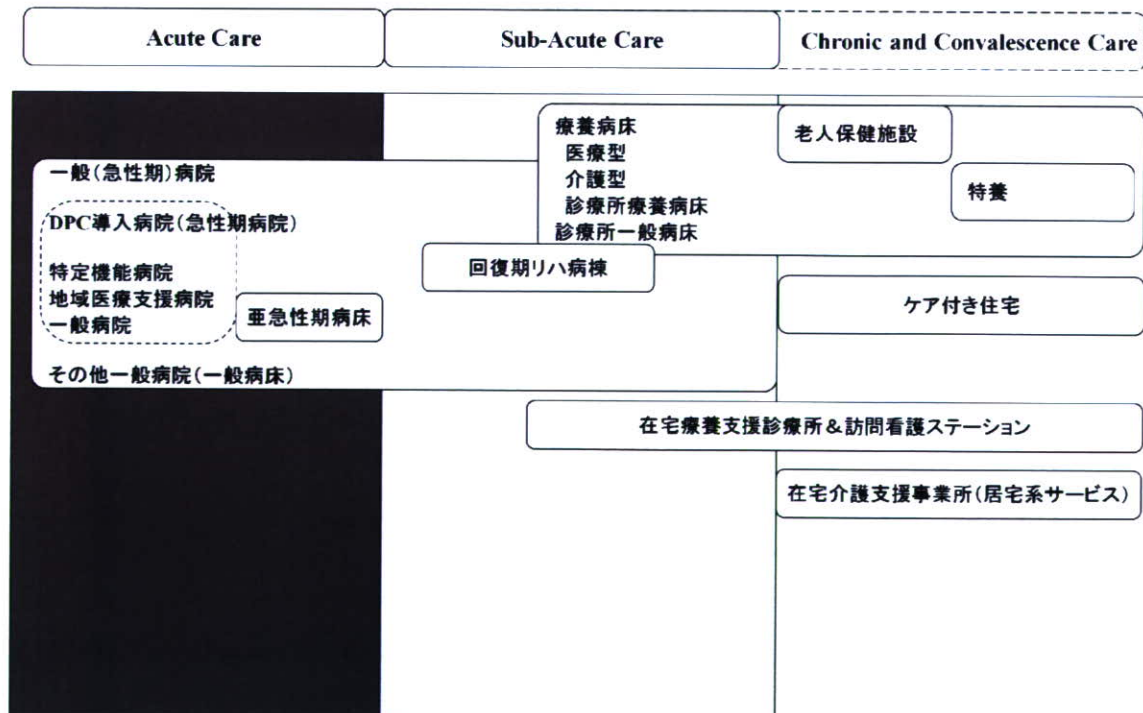 Acute Care
Sub-Acute Care
Chronic and Convalescence Care
一般(急性期)病院
DPC導入病院(急性期病院)
特定機能病院
地域医療支援病院
一般病院
亜急性期病床
その他一般病院(一般病床)
療養病床
医療型
介護型
診療所療養病床
診療所一般病床
回復期リハ病棟
老人保健施設
特養
ケア付き住宅
在宅療養支援診療所&訪問看護ステーション
在宅介護支援事業所(居宅系サービス)